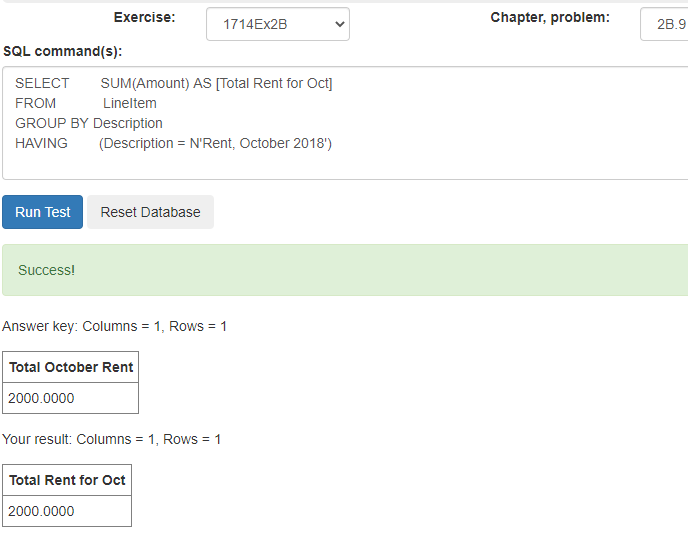 Exercise: 1714Ex2B Chapter, problem: 2B.9
SQL command(s):
SELECT SUM(Amount) AS [Total Rent for Oct]
FROM LineItem
GROUP BY Description
HAVING (Description = N'Rent, October 2018')
Run Test Reset Database
Success!
Answer key: Columns = 1, Rows = 1
Total October Rent
2000.0000
Your result: Columns = 1, Rows = 1
Total Rent for Oct
2000.0000